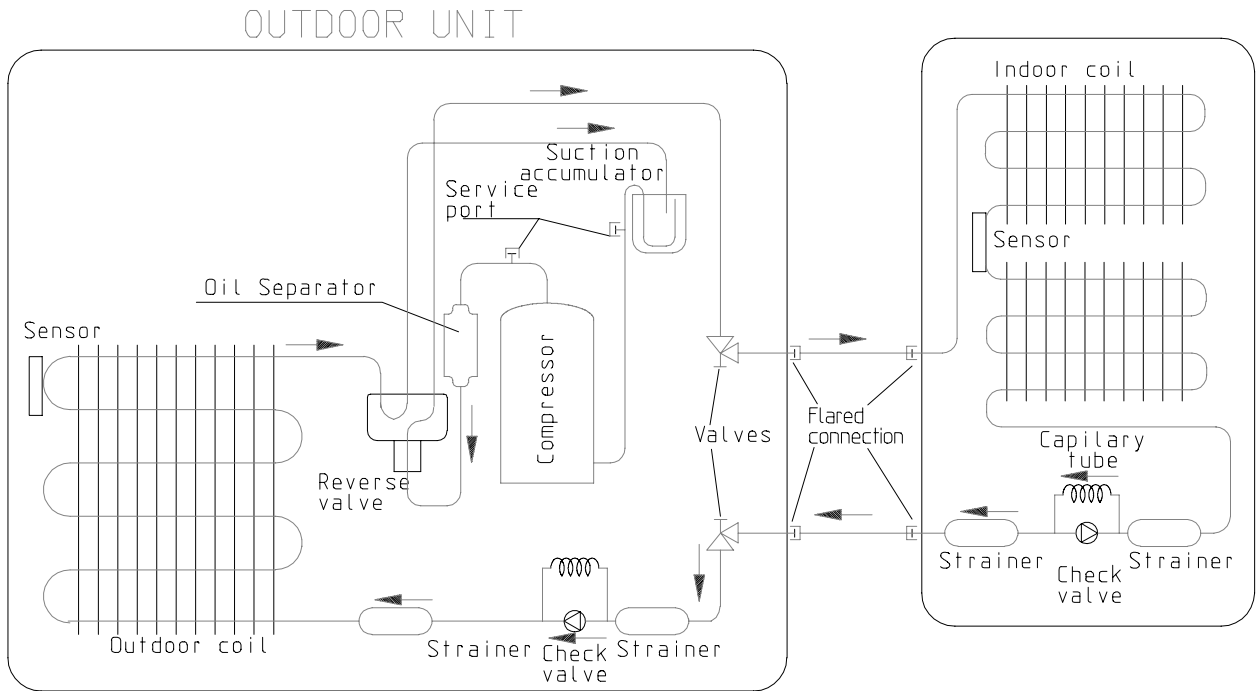 OUTDOOR UNIT
Indoor coil
Suction
accumulator
Service
port
Sensor
Oil Separator
Sensor
Compressor
Valves
Flared
connection
Capilary
tube
Reverse
valve
Strainer
Strainer
Check
valve
Outdoor coil
Strainer
Check
valve
Strainer